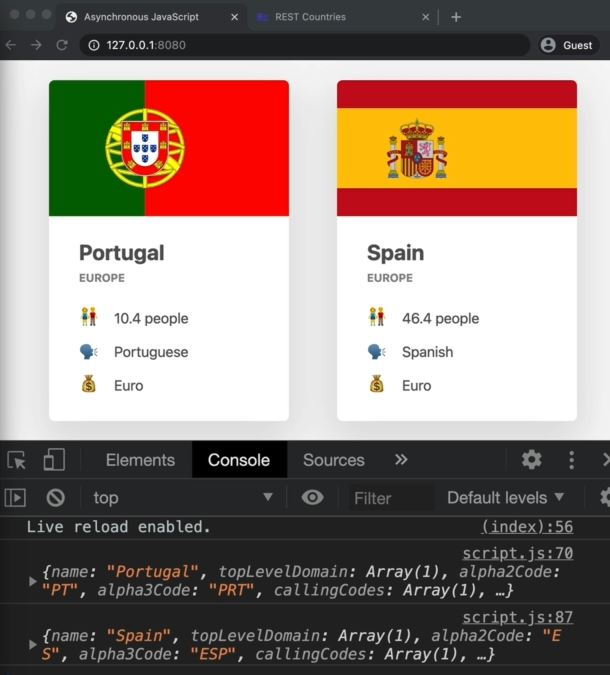 Asynchronous JavaScript
REST Countries
127.0.0.1:8080
Guest
Portugal
EUROPE
10.4 people
Portuguese
Euro
Spain
EUROPE
46.4 people
Spanish
Euro
Elements Console Sources
top Filter Default levels
Live reload enabled. (index):56
script.js:70
{name: "Portugal", topLevelDomain: Array(1), alpha2Code:
"PT", alpha3Code: "PRT", callingCodes: Array(1), …}
script.js:87
{name: "Spain", topLevelDomain: Array(1), alpha2Code: "E
S", alpha3Code: "ESP", callingCodes: Array(1), …}